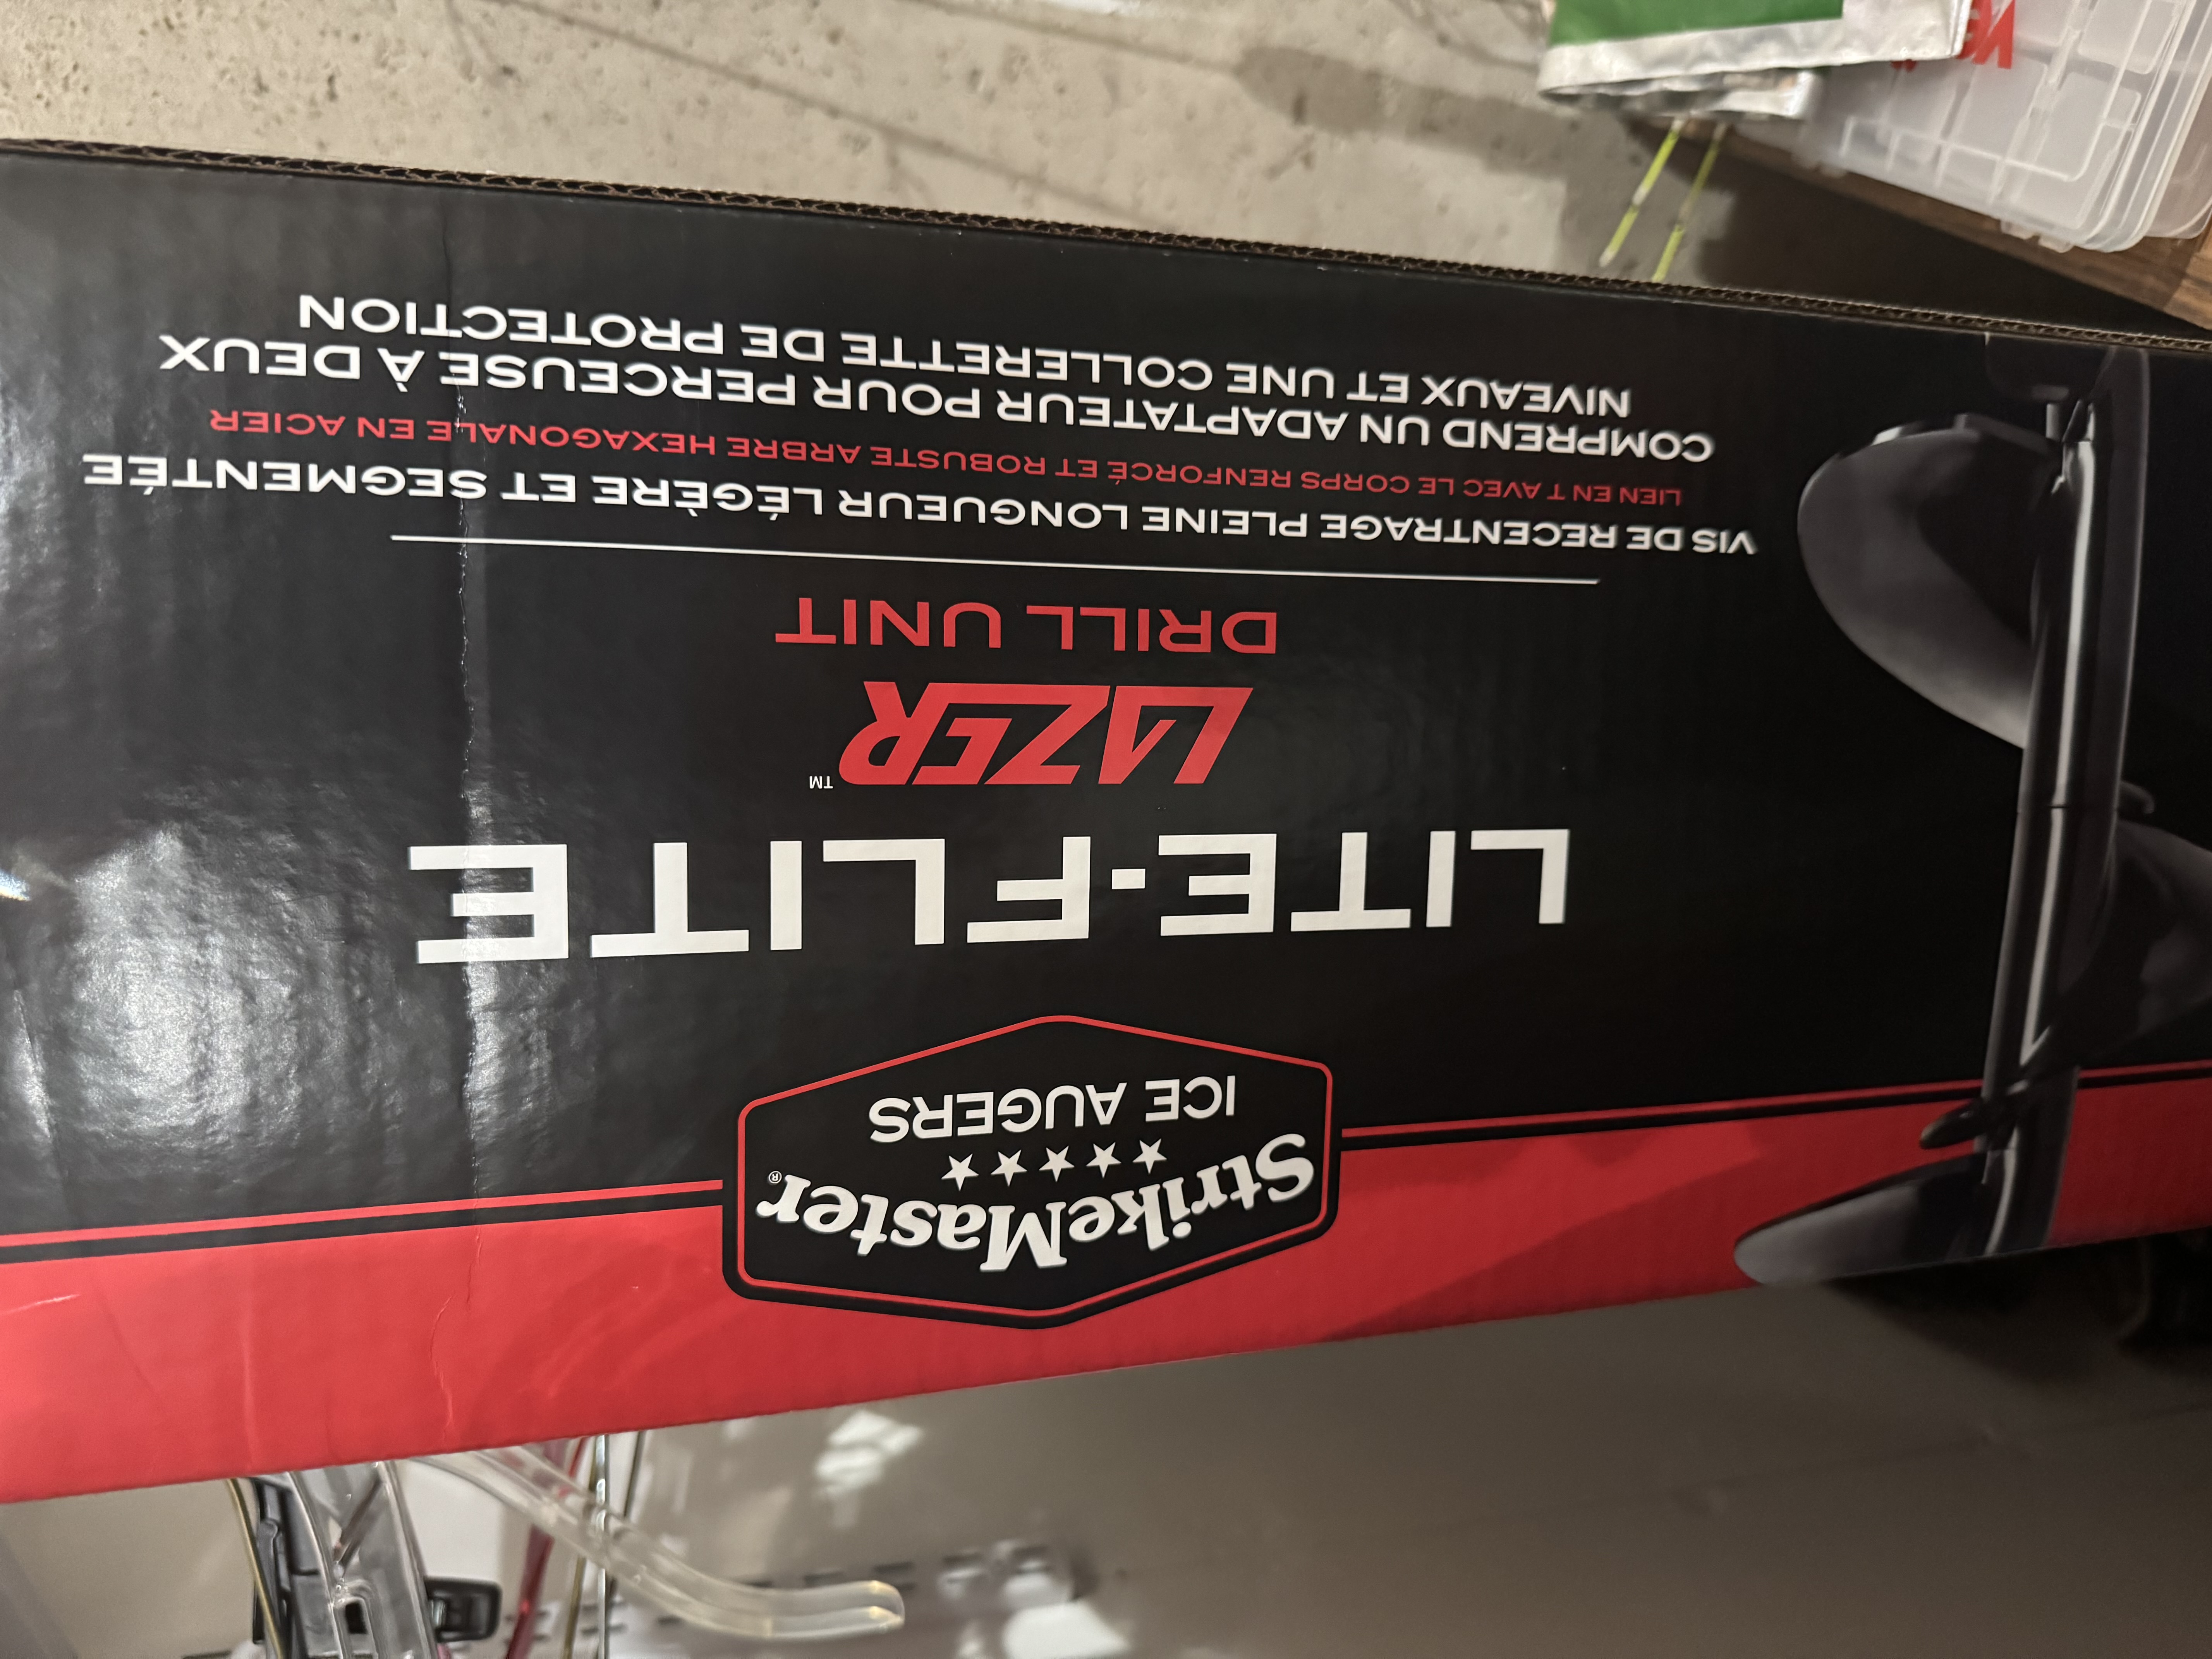 StrikeMaster®
ICE AUGERS
LITE-FLITE
LAZER™
DRILL UNIT
VIS DE RECENTRAGE PLEINE LONGUEUR LÉGÈRE ET SEGMENTÉE
LIEN EN T AVEC LE CORPS RENFORCÉ ET ROBUSTE ARBRE HEXAGONALE EN ACIER
COMPREND UN ADAPTATEUR POUR PERCEUSE À DEUX
NIVEAUX ET UNE COLLERETTE DE PROTECTION